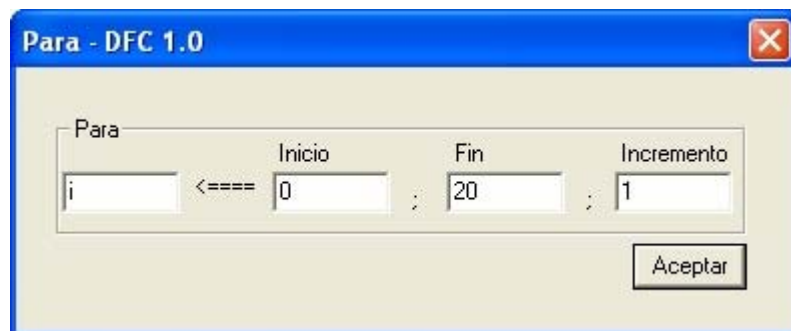 Para - DFC 1.0
Para
Inicio Fin Incremento
i <==== 0 ; 20 ; 1
Aceptar